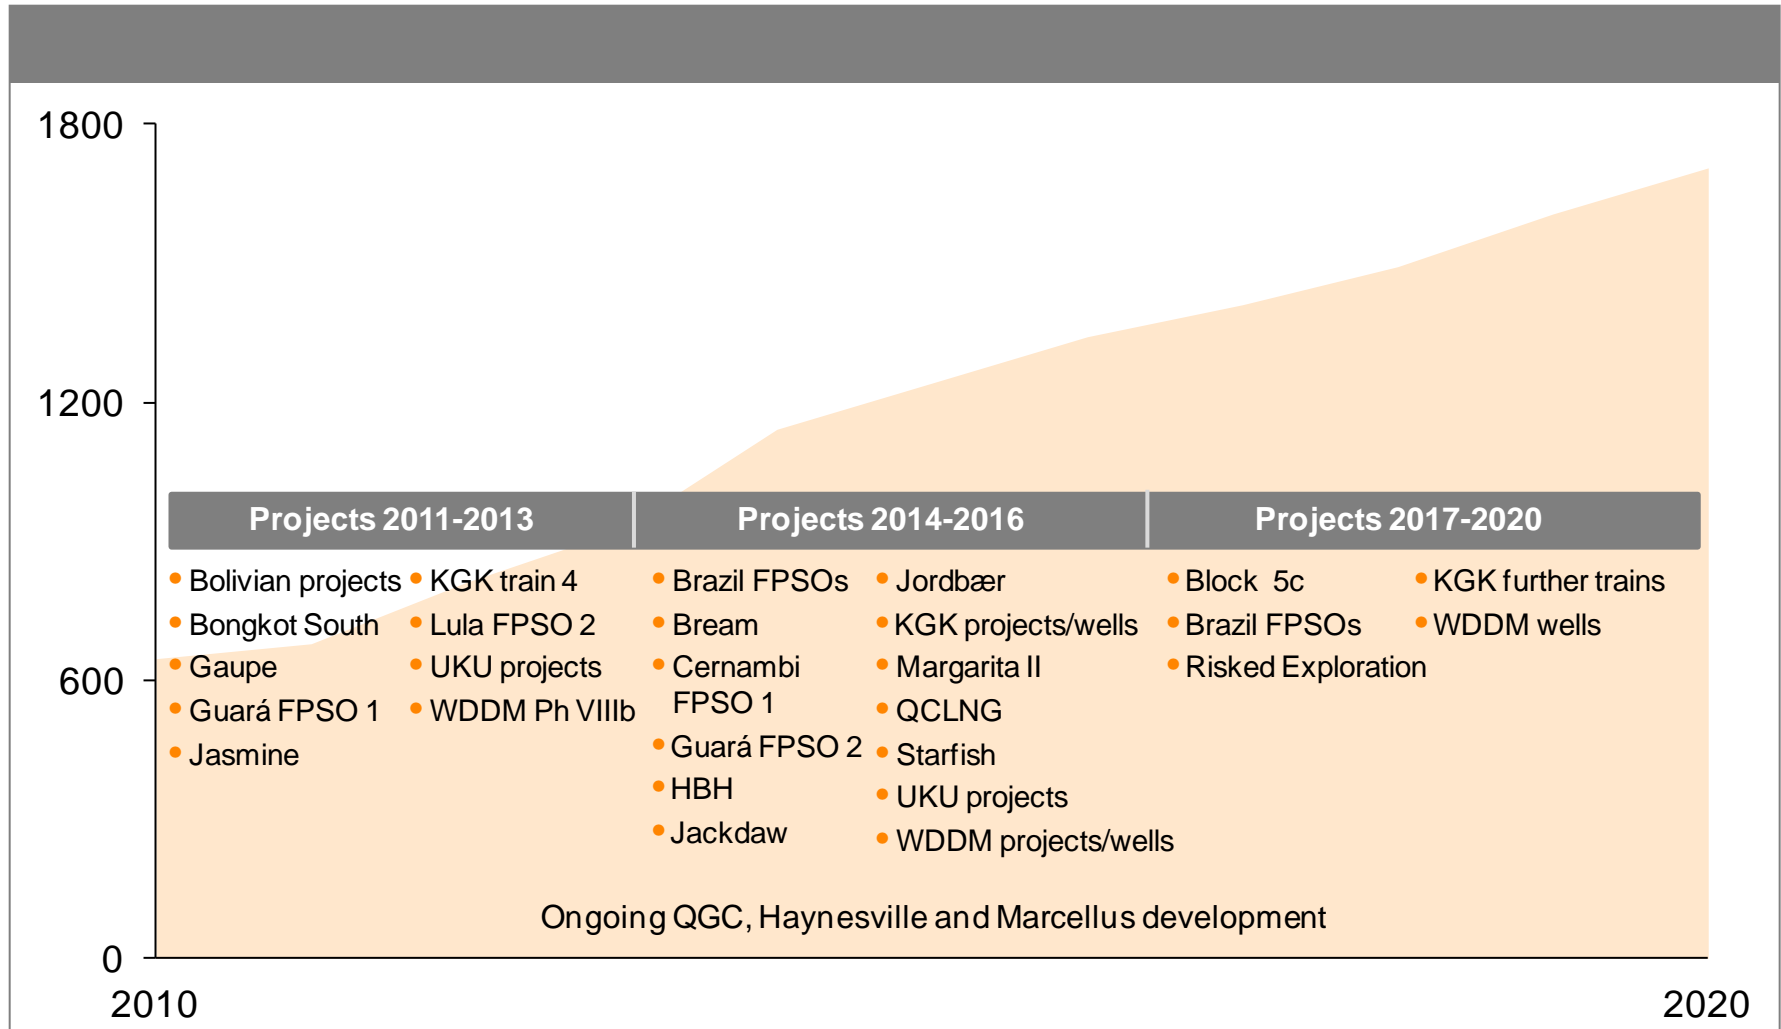 1800
1200
600
0
2010
2020
Projects 2011-2013
Bolivian projects
Bongkot South
Gaupe
Guará FPSO 1
Jasmine
KGK train 4
Lula FPSO 2
UKU projects
WDDM Ph VIIIb
Projects 2014-2016
Brazil FPSOs
Bream
Cernambi
FPSO 1
Guará FPSO 2
HBH
Jackdaw
Jordbær
KGK projects/wells
Margarita II
QCLNG
Starfish
UKU projects
WDDM projects/wells
Projects 2017-2020
Block 5c
Brazil FPSOs
Risked Exploration
KGK further trains
WDDM wells
Ongoing QGC, Haynesville and Marcellus development